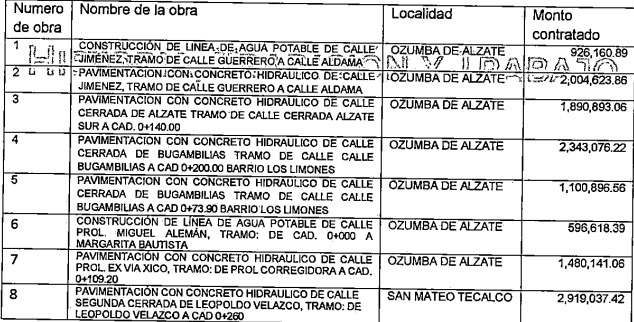 Numero de obra | Nombre de la obra | Localidad | Monto contratado
1 | CONSTRUCCIÓN DE LINEA DE AGUA POTABLE DE CALLE | OZUMBA DE ALZATE | 926,160.89
JIMÉNEZ, TRAMO DE CALLE GUERRERO A CALLE ALDAMA
2 | PAVIMENTACION CON CONCRETO HIDRAULICO DE CALLE | OZUMBA DE ALZATE | 2,004,623.86
JIMENEZ, TRAMO DE CALLE GUERRERO A CALLE ALDAMA
3 | PAVIMENTACION CON CONCRETO HIDRAULICO DE CALLE | OZUMBA DE ALZATE | 1,890,893.06
CERRADA DE ALZATE TRAMO DE CALLE CERRADA ALZATE
SUR A CAD. 0+140.00
4 | PAVIMENTACION CON CONCRETO HIDRAULICO DE CALLE | OZUMBA DE ALZATE | 2,343,076.22
CERRADA DE BUGAMBILIAS TRAMO DE CALLE CALLE
BUGAMBILIAS A CAD 0+200.00 BARRIO LOS LIMONES
5 | PAVIMENTACION CON CONCRETO HIDRAULICO DE CALLE | OZUMBA DE ALZATE | 1,100,896.56
CERRADA DE BUGAMBILIAS TRAMO DE CALLE CALLE
BUGAMBILIAS A CAD 0+73.90 BARRIO LOS LIMONES
6 | CONSTRUCCIÓN DE LÍNEA DE AGUA POTABLE DE CALLE | OZUMBA DE ALZATE | 596,618.39
PROL. MIGUEL ALEMÁN, TRAMO: DE CAD. 0+000 A
MARGARITA BAUTISTA
7 | PAVIMENTACIÓN CON CONCRETO HIDRAULICO DE CALLE | OZUMBA DE ALZATE | 1,480,141.06
PROL. EX VIA XICO, TRAMO: DE PROL CORREGIDORA A CAD.
0+109.20
8 | PAVIMENTACIÓN CON CONCRETO HIDRAULICO DE CALLE | SAN MATEO TECALCO | 2,919,037.42
SEGUNDA CERRADA DE LEOPOLDO VELAZCO, TRAMO: DE
LEOPOLDO VELAZCO A CAD 0+260